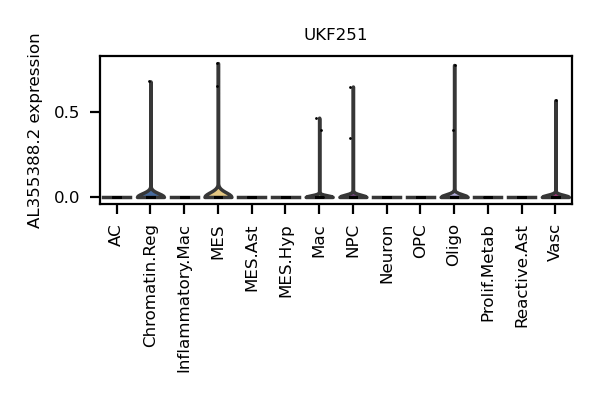 UKF251
AL355388.2 expression
0.5
0.0
AC
Chromatin.Reg
Inflammatory.Mac
MES
MES.Ast
MES.Hyp
Mac
NPC
Neuron
OPC
Oligo
Prolif.Metab
Reactive.Ast
Vasc